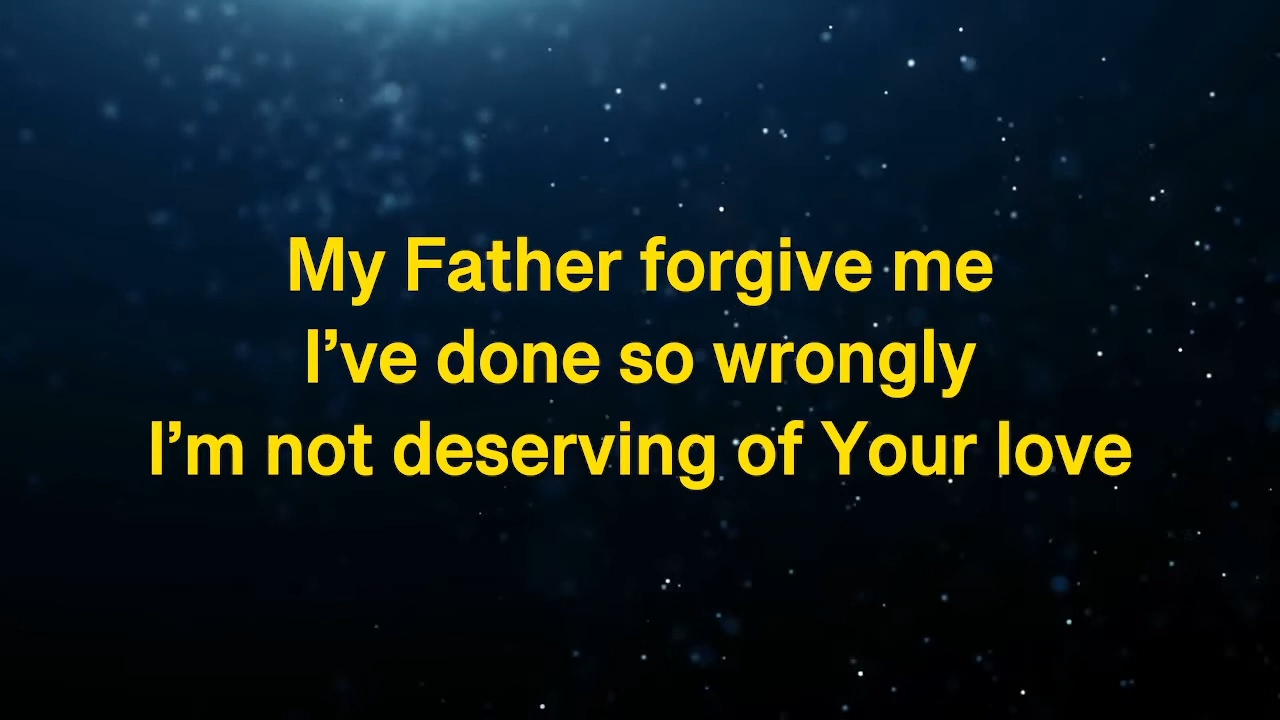 My Father forgive me
I’ve done so wrongly
I’m not deserving of Your love